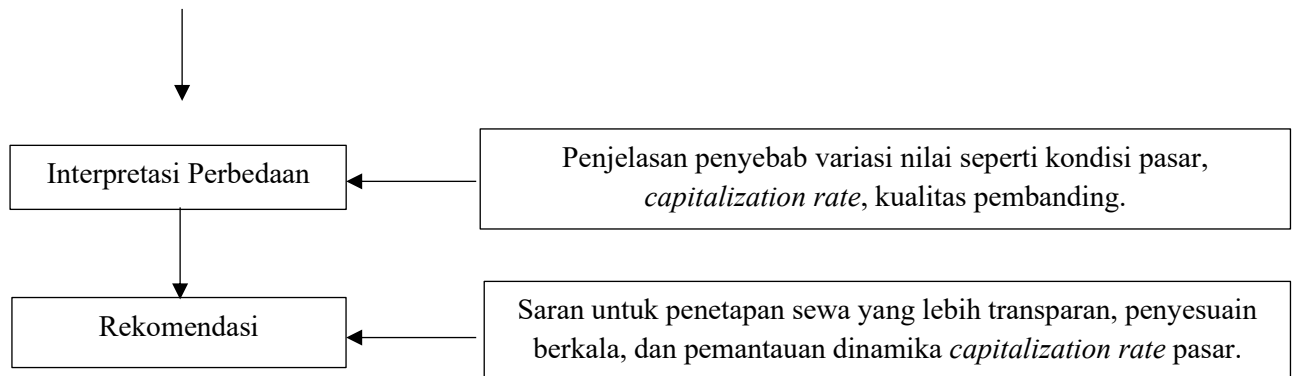 Interpretasi Perbedaan
Penjelasan penyebab variasi nilai seperti kondisi pasar,
capitalization rate, kualitas pembanding.
Rekomendasi
Saran untuk penetapan sewa yang lebih transparan, penyesuain
berkala, dan pemantauan dinamika capitalization rate pasar.